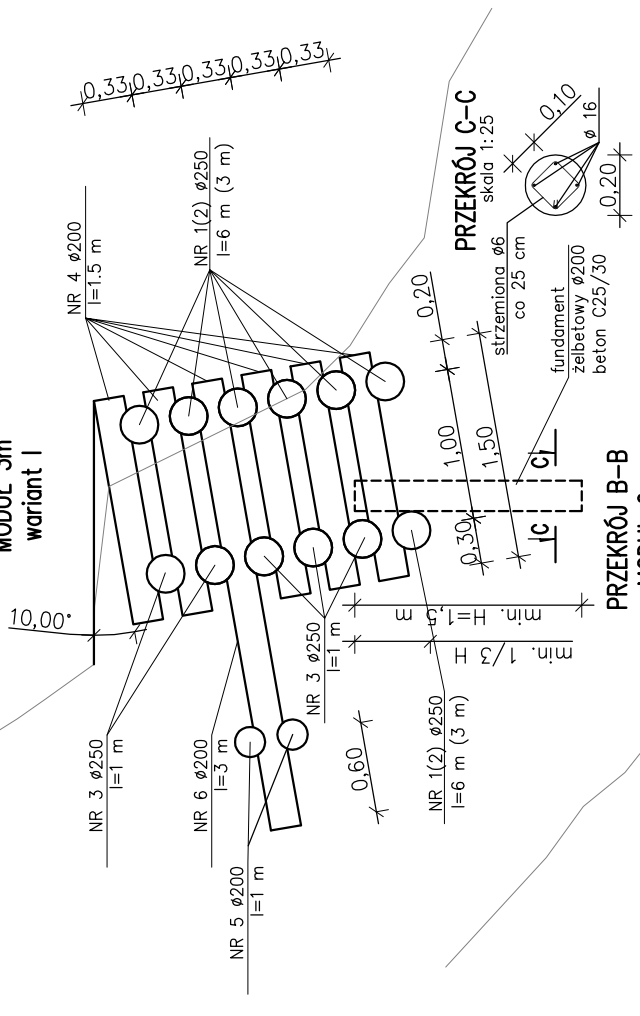 MODUŁ 3m
wariant I
0,33
0,33
0,33
0,33
0,33
NR 4 ø200
l=1.5 m
NR 1(2) ø250
l=6 m (3 m)
PRZEKRÓJ C–C
skala 1:25
0,10
ø 16
0,20
strzemiona ø6
co 25 cm
fundament
żelbetowy ø200
beton C25/30
0,20
1,00
0,30
1,50
C
C
10,00°
min. H=1,5 m
min. 1/3 H
NR 3 ø250
l=1 m
NR 3 ø250
l=1 m
NR 6 ø200
l=3 m
NR 5 ø200
l=1 m
0,60
NR 1(2) ø250
l=6 m (3 m)
PRZEKRÓJ B–B